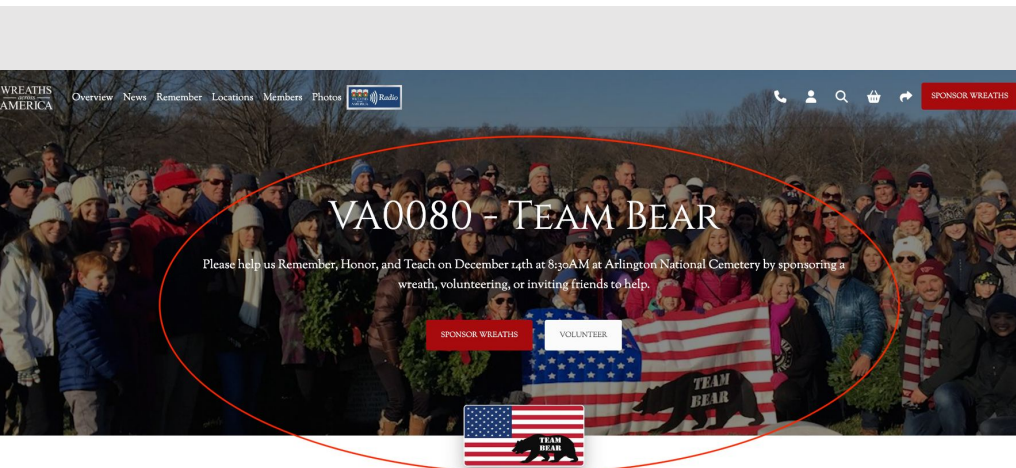 WREATHS
across
AMERICA
Overview News Remember Locations Members Photos Radio
SPONSOR WREATHS
VA0080 - TEAM BEAR
Please help us Remember, Honor, and Teach on December 14th at 8:30AM at Arlington National Cemetery by sponsoring a
wreath, volunteering, or inviting friends to help.
SPONSOR WREATHS VOLUNTEER
TEAM
BEAR
TEAM
BEAR